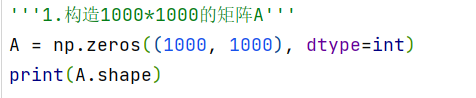 '''1.构造1000*1000的矩阵A'''
A = np.zeros((1000, 1000), dtype=int)
print(A.shape)